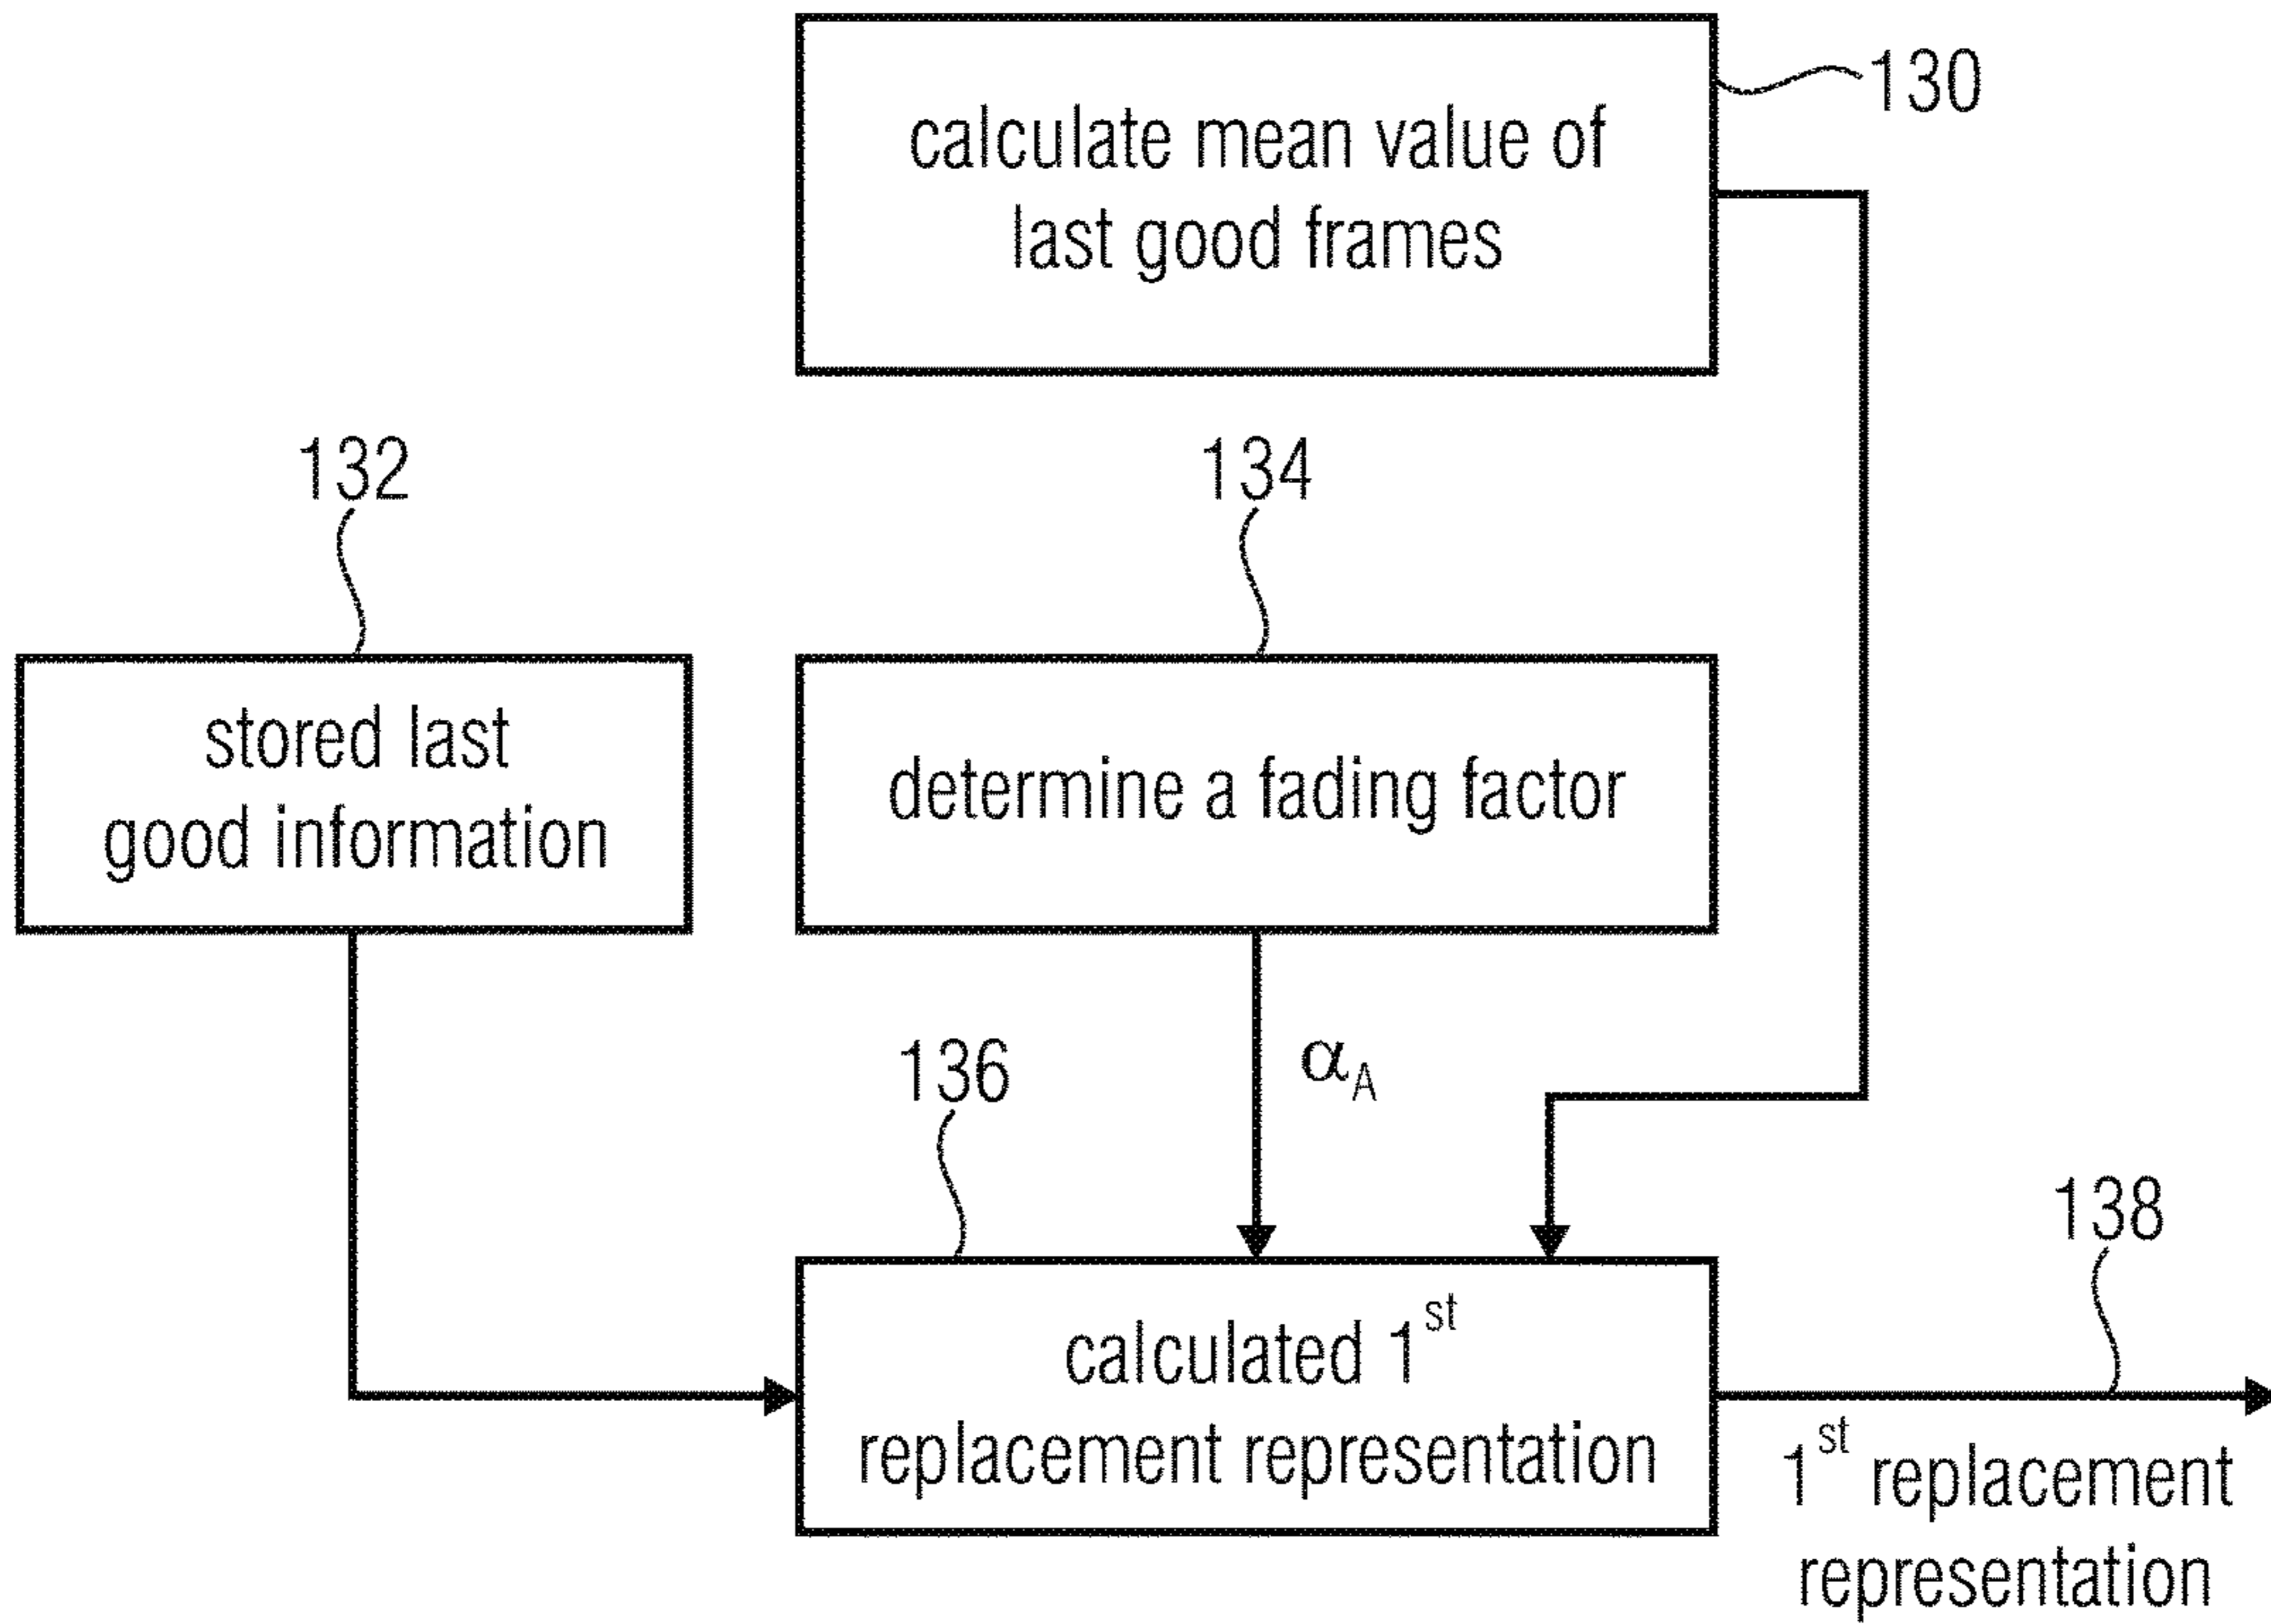 calculate mean value of
last good frames
130
132
134
stored last
good information
determine a fading factor
136
αA
138
calculated 1st
replacement representation
1st replacement
representation